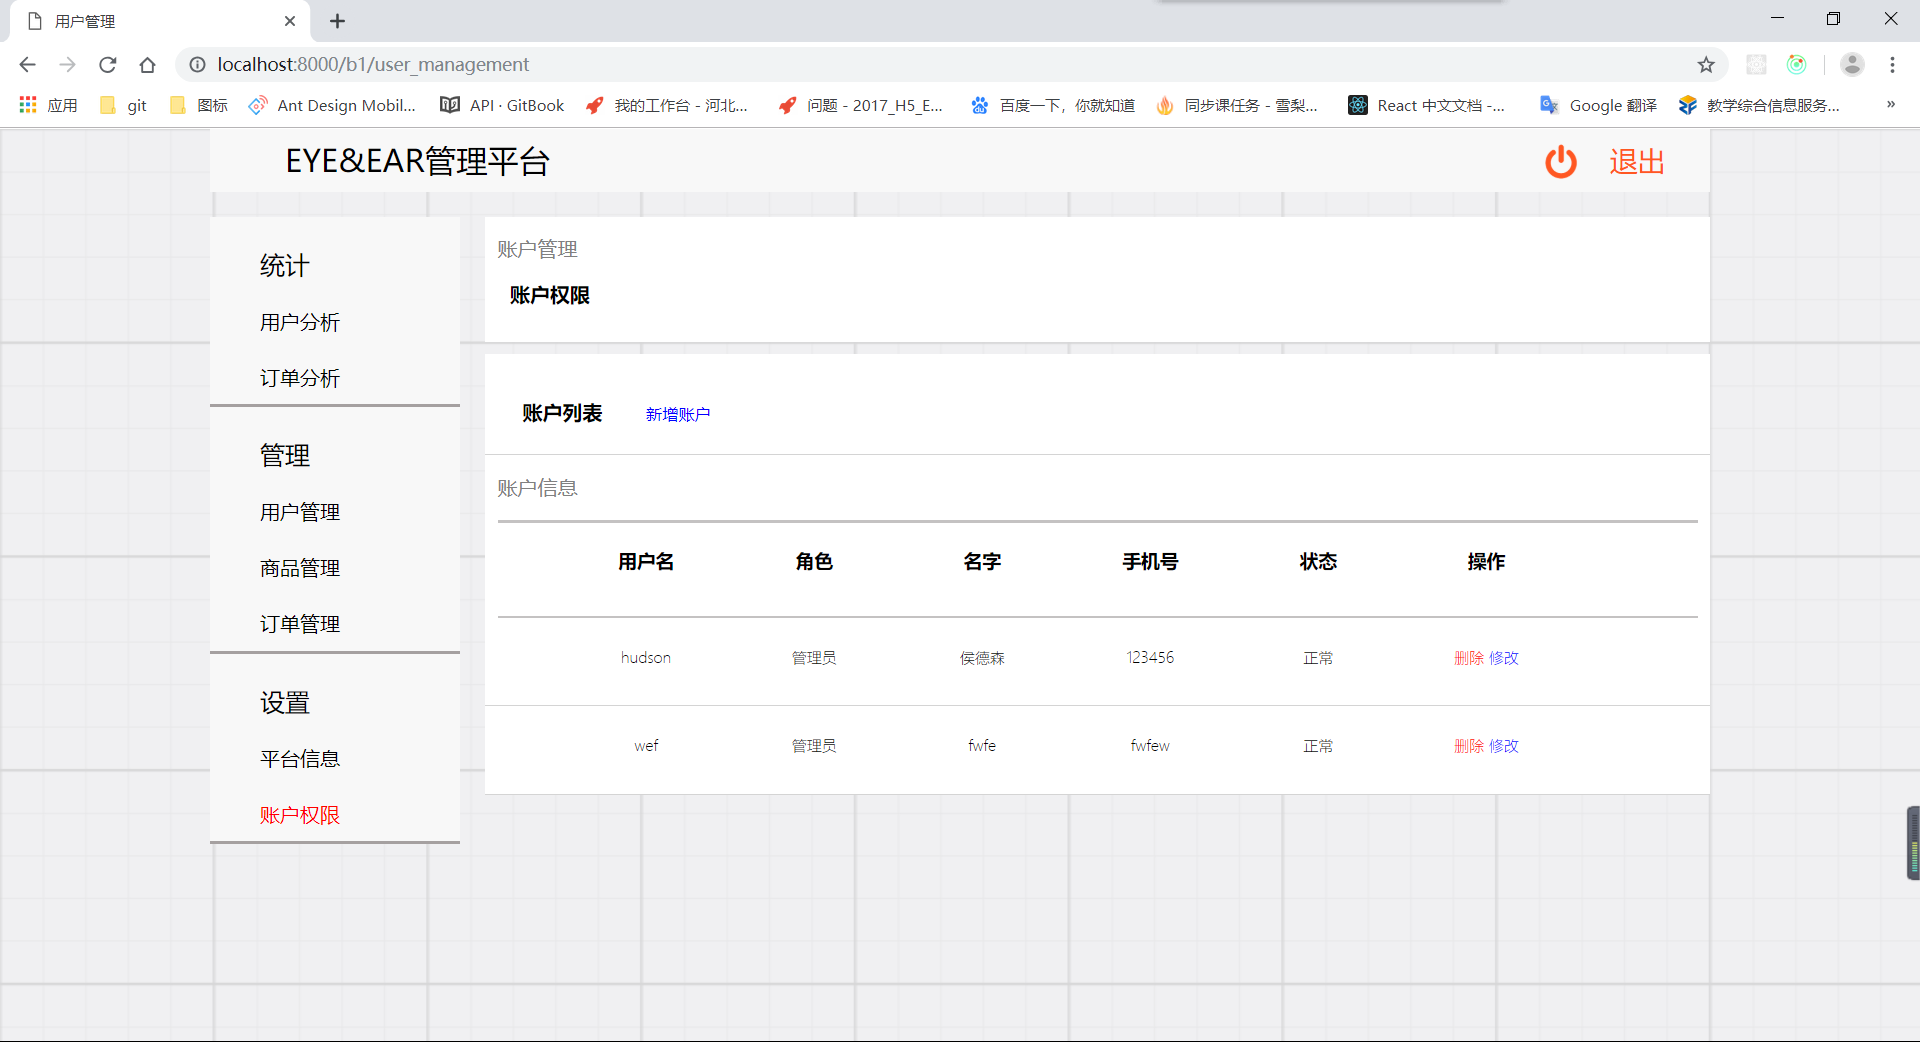 用户管理
localhost:8000/b1/user_management
应用 git 图标 Ant Design Mobil... API · GitBook 我的工作台 - 河北... 问题 - 2017_H5_E... 百度一下，你就知道 同步课任务 - 雪梨... React 中文文档 -... Google 翻译 教学综合信息服务... »
EYE&EAR管理平台 退出
统计
用户分析
订单分析
管理
用户管理
商品管理
订单管理
设置
平台信息
账户权限
账户管理
账户权限
账户列表 新增账户
账户信息
用户名 角色 名字 手机号 状态 操作
hudson 管理员 侯德森 123456 正常 删除 修改
wef 管理员 fwfe fwfew 正常 删除 修改